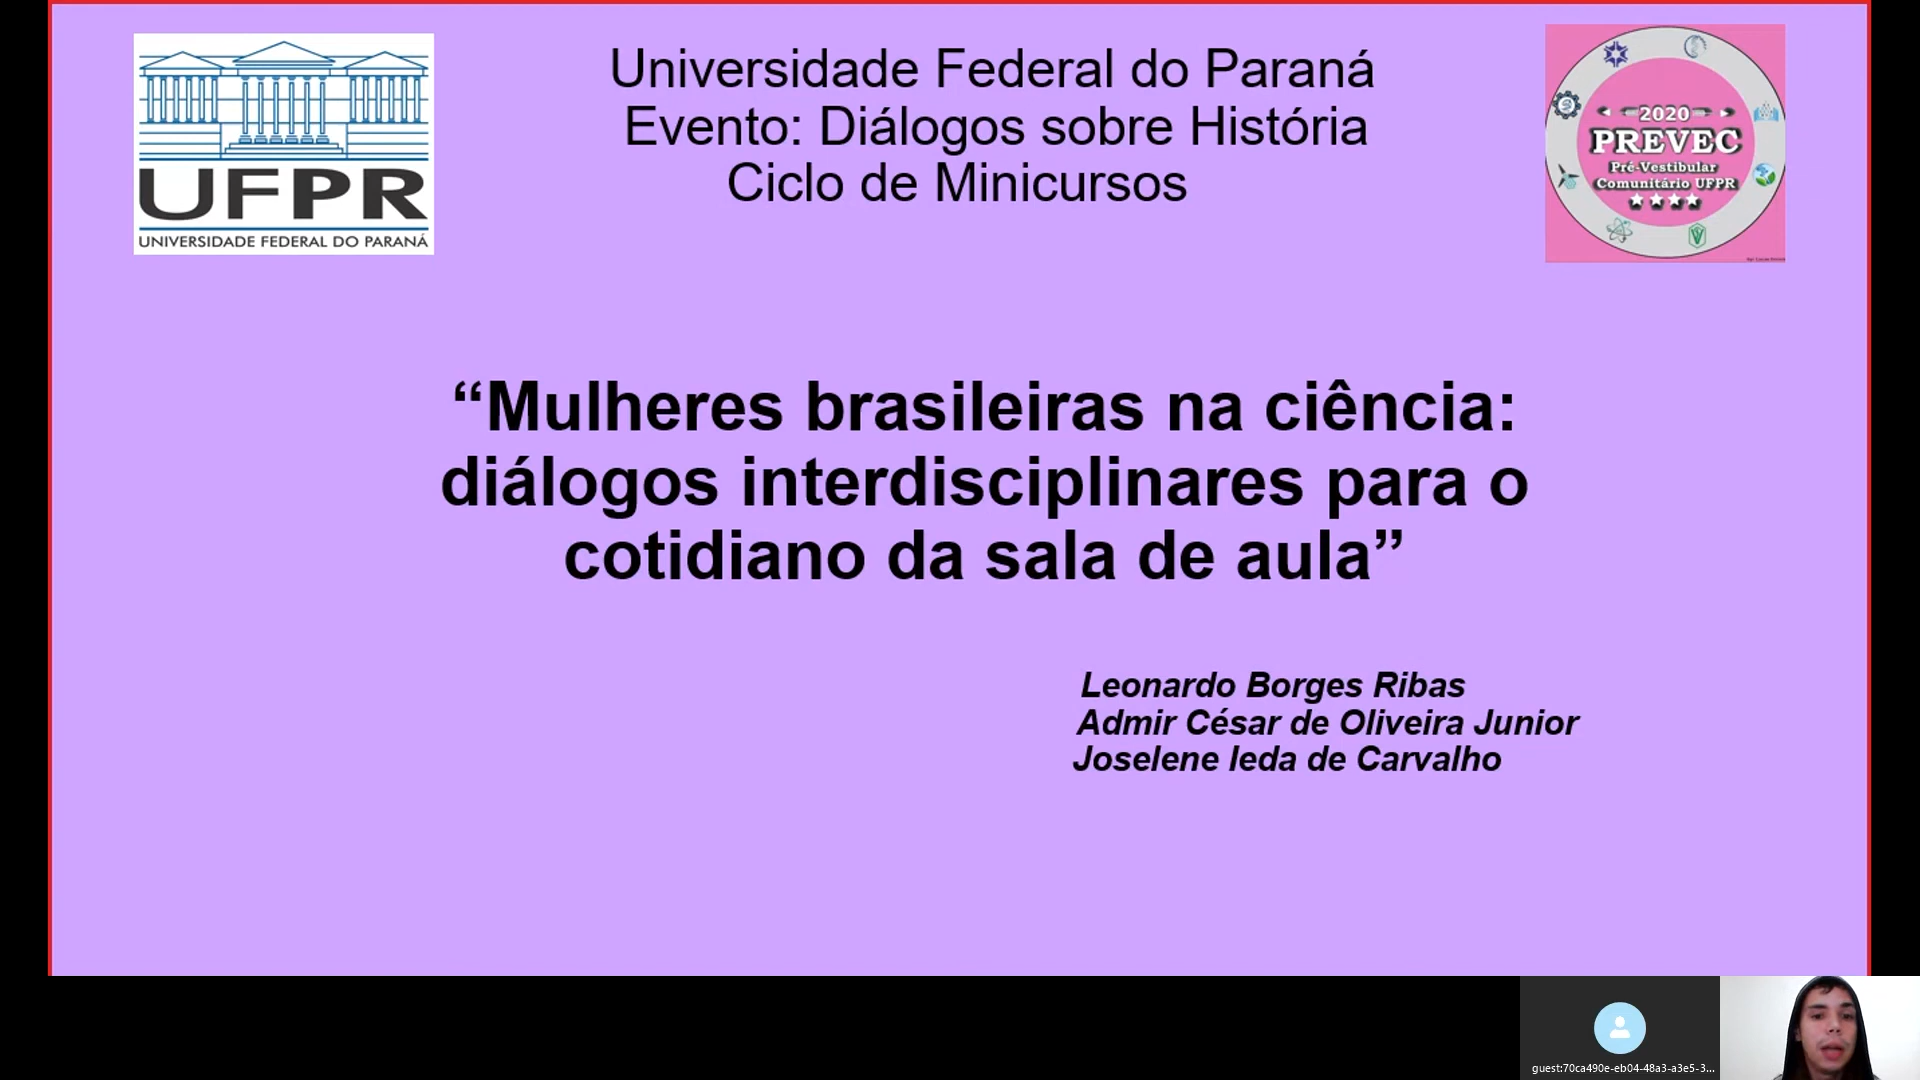 Universidade Federal do Paraná
Evento: Diálogos sobre História
Ciclo de Minicursos
UFPR
UNIVERSIDADE FEDERAL DO PARANÁ
2020
PREVEC
Pré-Vestibular
Comunitário UFPR
“Mulheres brasileiras na ciência:
diálogos interdisciplinares para o
cotidiano da sala de aula”
Leonardo Borges Ribas
Admir César de Oliveira Junior
Joselene Ieda de Carvalho
guest:70ca490e-eb04-48a3-a3e5-3...